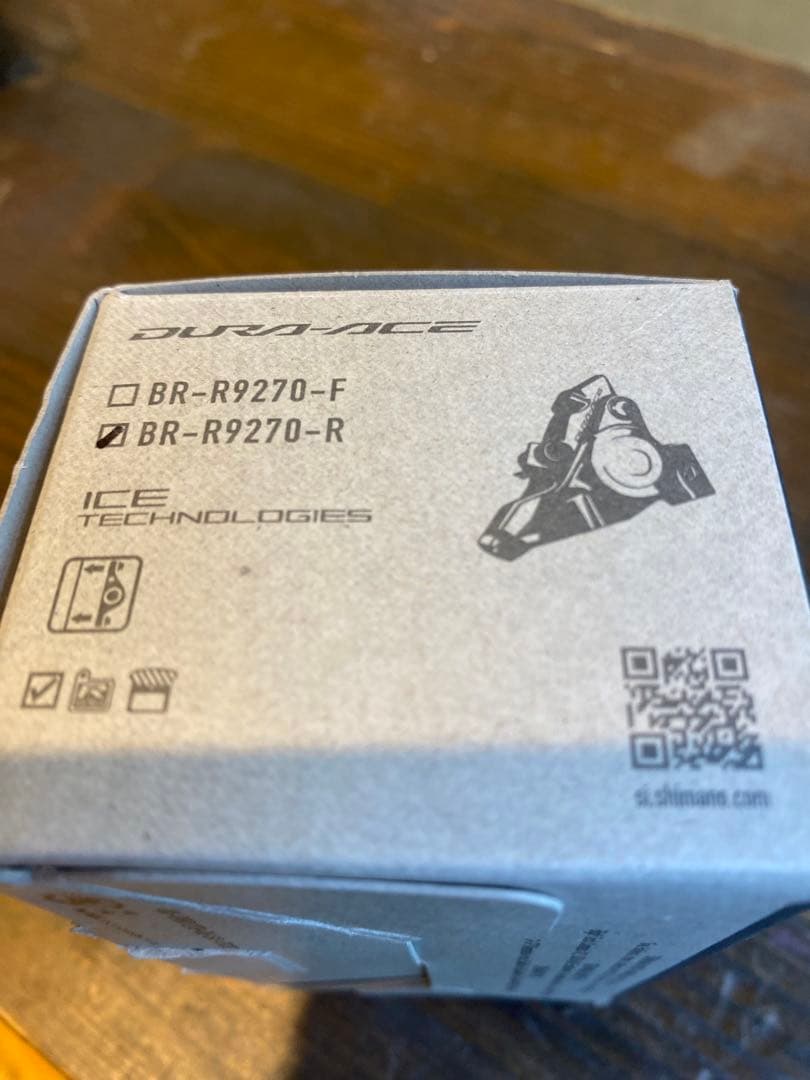 DURA-ACE
BR-R9270-F
BR-R9270-R
ICE
TECHNOLOGIES
si.shimano.com